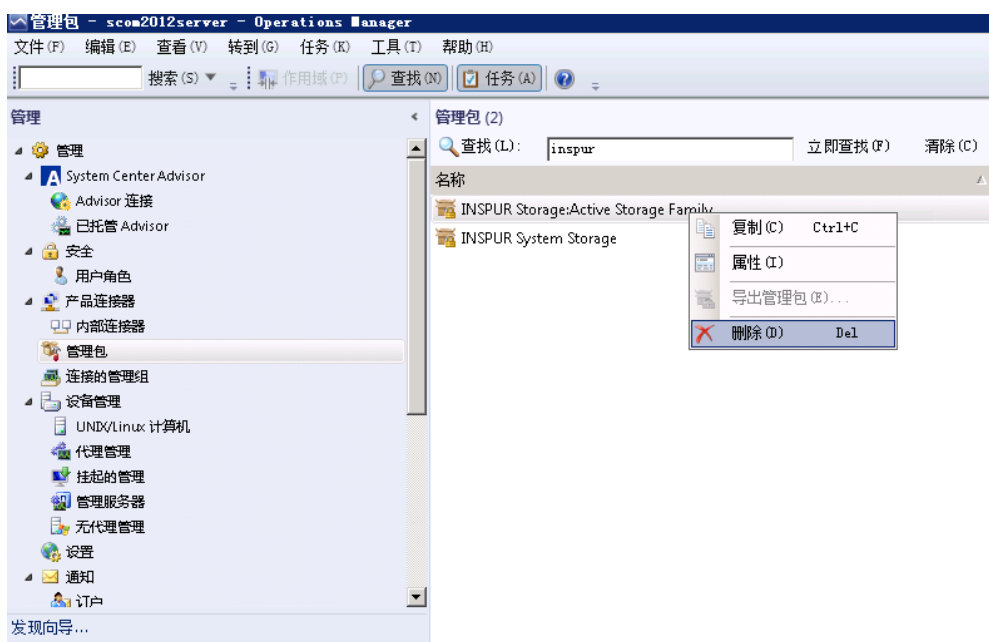 管理包 - scom2012server - Operations Manager
文件(F) 编辑(E) 查看(V) 转到(G) 任务(K) 工具(T) 帮助(H)
搜索(S) 作用域(P) 查找(N) 任务(A)
管理
管理
System Center Advisor
Advisor 连接
已托管 Advisor
安全
用户角色
产品连接器
内部连接器
管理包
连接的管理组
设备管理
UNIX/Linux 计算机
代理管理
挂起的管理
管理服务器
无代理管理
设置
通知
订户
发现向导...
管理包 (2)
查找(L): inspur 立即查找(F) 清除(C)
名称
INSPUR Storage:Active Storage Family
INSPUR System Storage
复制(C) Ctrl+C
属性(I)
导出管理包(E)...
删除(D) Del